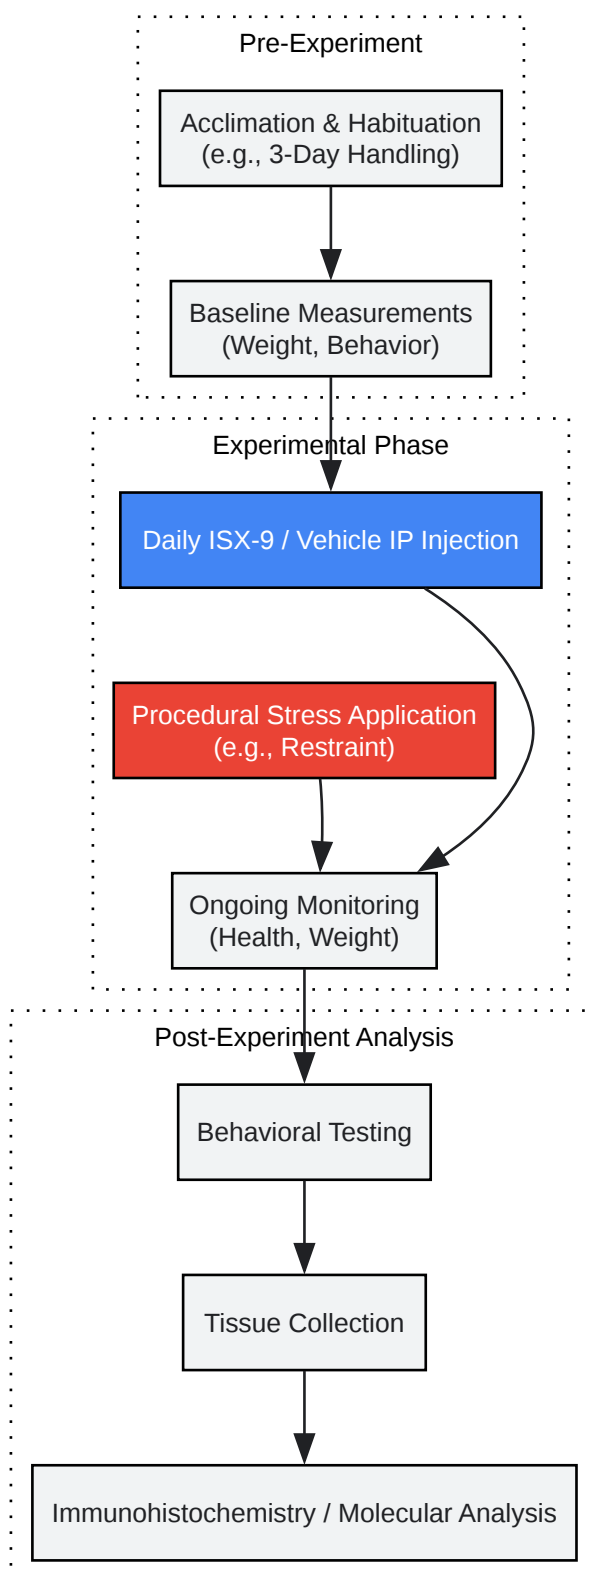 Pre-Experiment
Acclimation & Habituation
(e.g., 3-Day Handling)
Baseline Measurements
(Weight, Behavior)
Experimental Phase
Daily ISX-9 / Vehicle IP Injection
Procedural Stress Application
(e.g., Restraint)
Ongoing Monitoring
(Health, Weight)
Post-Experiment Analysis
Behavioral Testing
Tissue Collection
Immunohistochemistry / Molecular Analysis